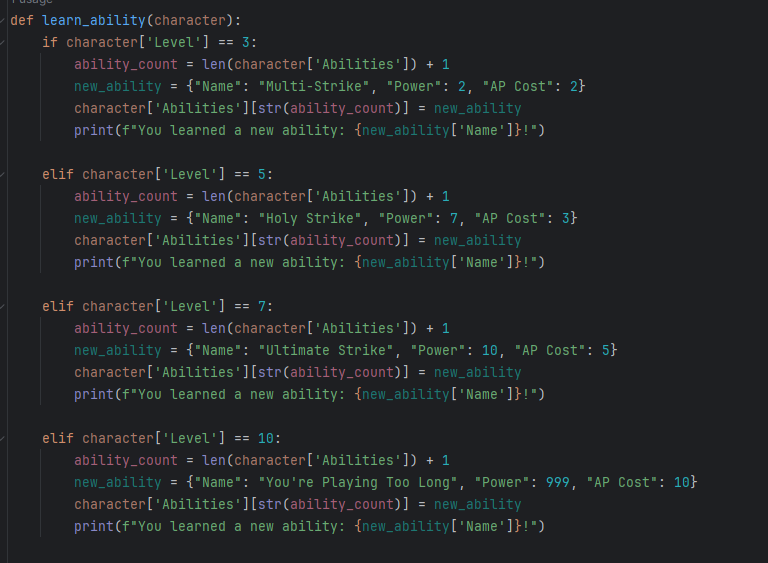 1 usage
def learn_ability(character):
    if character['Level'] == 3:
        ability_count = len(character['Abilities']) + 1
        new_ability = {"Name": "Multi-Strike", "Power": 2, "AP Cost": 2}
        character['Abilities'][str(ability_count)] = new_ability
        print(f"You learned a new ability: {new_ability['Name']}!")

    elif character['Level'] == 5:
        ability_count = len(character['Abilities']) + 1
        new_ability = {"Name": "Holy Strike", "Power": 7, "AP Cost": 3}
        character['Abilities'][str(ability_count)] = new_ability
        print(f"You learned a new ability: {new_ability['Name']}!")

    elif character['Level'] == 7:
        ability_count = len(character['Abilities']) + 1
        new_ability = {"Name": "Ultimate Strike", "Power": 10, "AP Cost": 5}
        character['Abilities'][str(ability_count)] = new_ability
        print(f"You learned a new ability: {new_ability['Name']}!")

    elif character['Level'] == 10:
        ability_count = len(character['Abilities']) + 1
        new_ability = {"Name": "You're Playing Too Long", "Power": 999, "AP Cost": 10}
        character['Abilities'][str(ability_count)] = new_ability
        print(f"You learned a new ability: {new_ability['Name']}!")